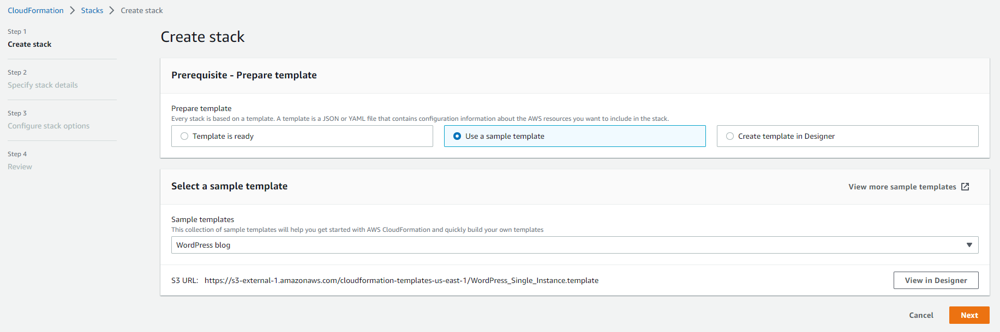 CloudFormation > Stacks > Create stack
Step 1
Create stack
Step 2
Specify stack details
Step 3
Configure stack options
Step 4
Review
Create stack
Prerequisite - Prepare template
Prepare template
Every stack is based on a template. A template is a JSON or YAML file that contains configuration information about the AWS resources you want to include in the stack.
Template is ready
Use a sample template
Create template in Designer
Select a sample template
View more sample templates
Sample templates
This collection of sample templates will help you get started with AWS CloudFormation and quickly build your own templates
WordPress blog
S3 URL: https://s3-external-1.amazonaws.com/cloudformation-templates-us-east-1/WordPress_Single_Instance.template
View in Designer
Cancel
Next